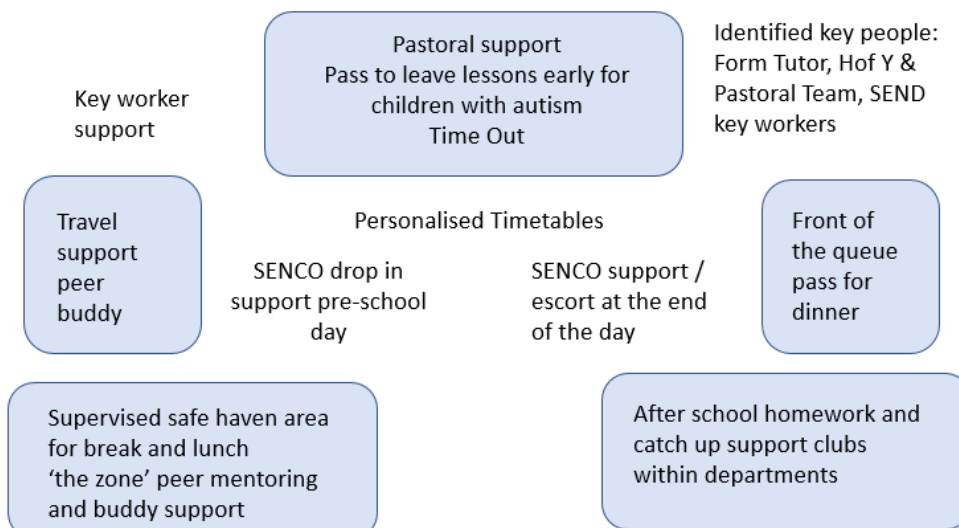 Key worker
support
Pastoral support
Pass to leave lessons early for
children with autism
Time Out
Identified key people:
Form Tutor, Hof Y &
Pastoral Team, SEND
key workers
Travel
support
peer
buddy
Personalised Timetables
SENCO drop in
support pre-school
day
SENCO support /
escort at the end
of the day
Front of
the queue
pass for
dinner
Supervised safe haven area
for break and lunch
‘the zone’ peer mentoring
and buddy support
After school homework and
catch up support clubs
within departments